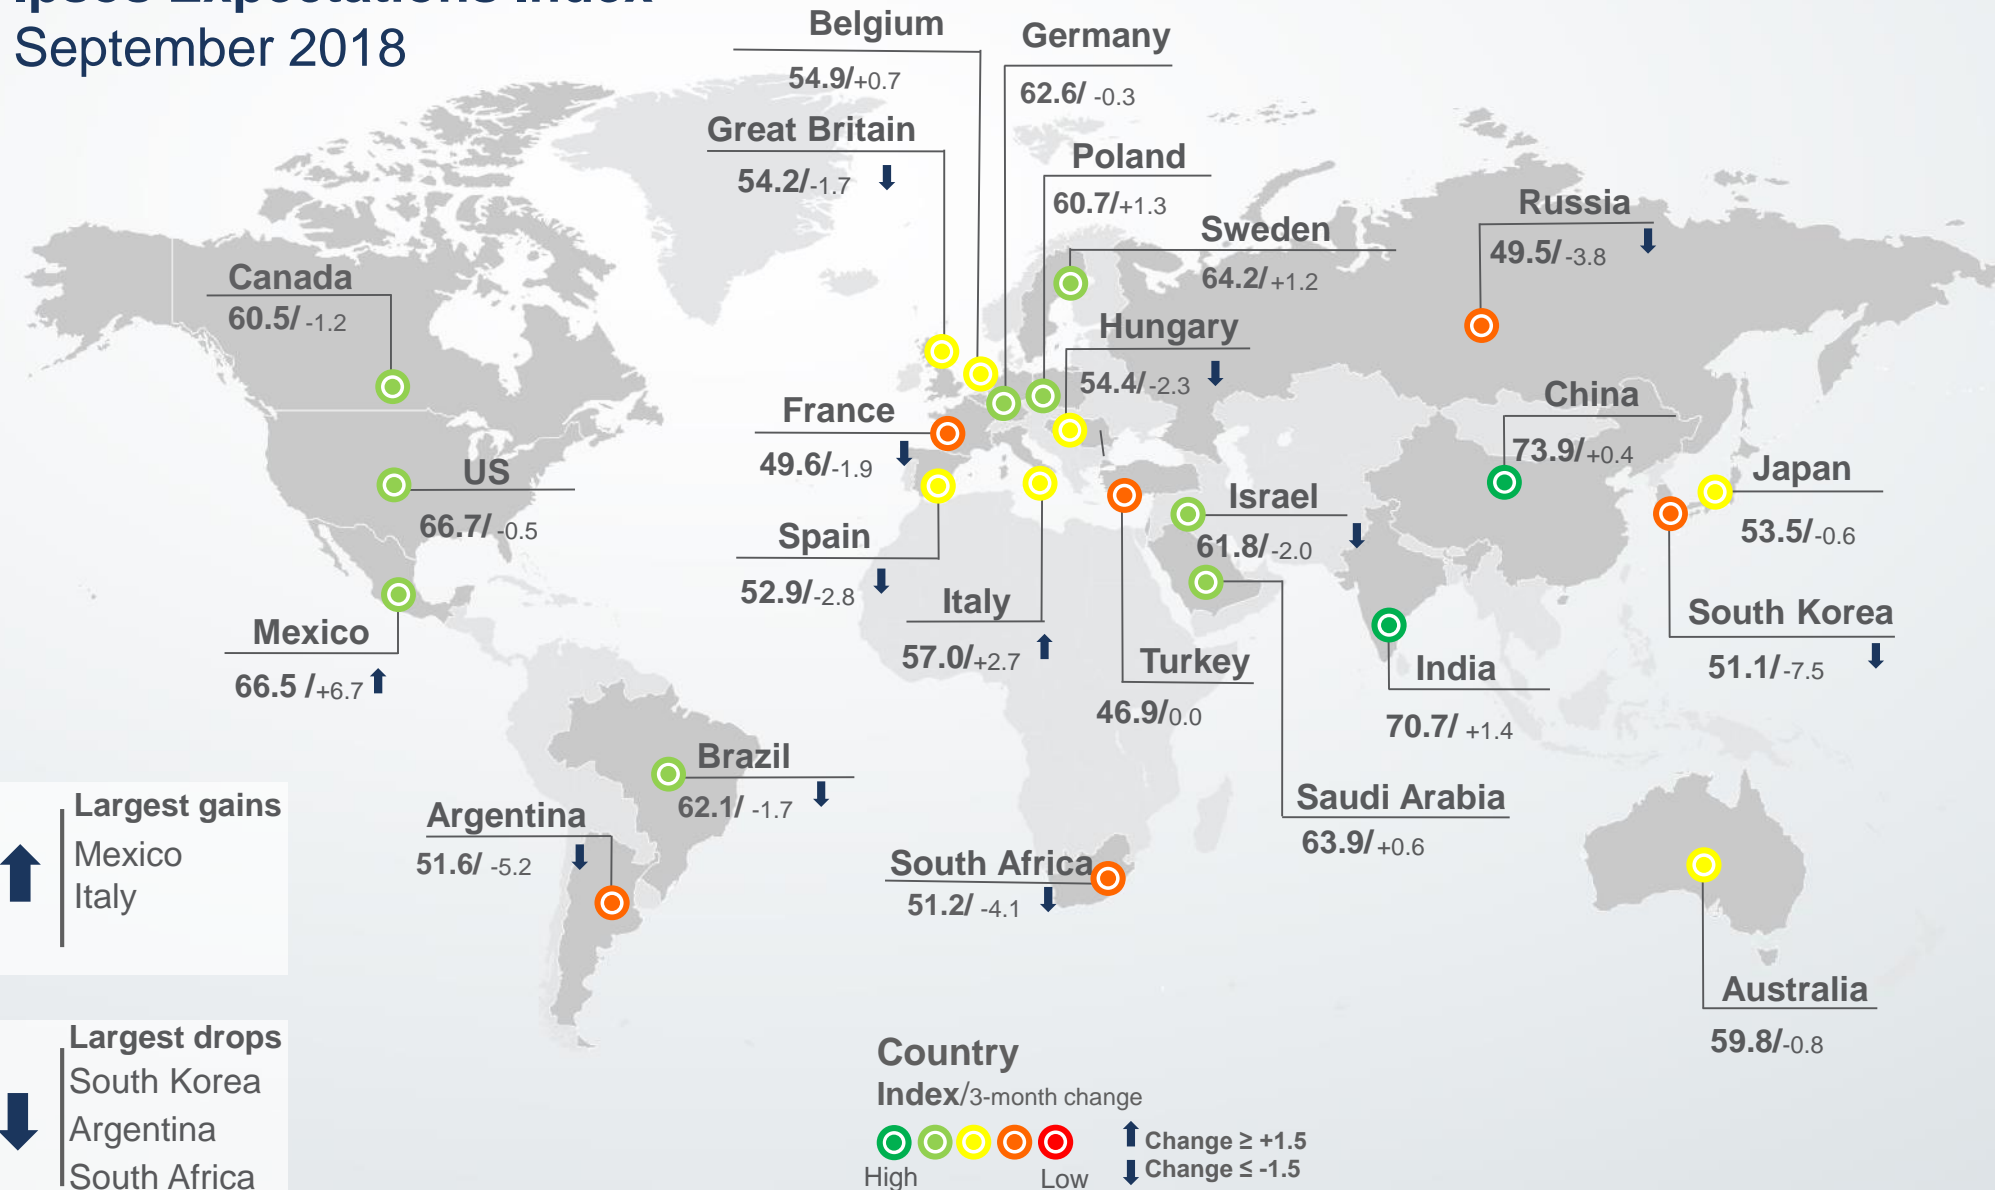 Ipsos Expectations Index
September 2018
Belgium
54.9/+0.7
Germany
62.6/ -0.3
Great Britain
54.2/-1.7
Poland
60.7/+1.3
Sweden
64.2/+1.2
Russia
49.5/-3.8
Canada
60.5/ -1.2
Hungary
54.4/-2.3
China
73.9/+0.4
France
49.6/-1.9
US
66.7/-0.5
Japan
53.5/-0.6
Israel
61.8/-2.0
Spain
52.9/-2.8
Italy
57.0/+2.7
Mexico
66.5 /+6.7
Turkey
46.9/0.0
India
70.7/ +1.4
South Korea
51.1/-7.5
Brazil
62.1/ -1.7
Saudi Arabia
63.9/+0.6
Argentina
51.6/ -5.2
South Africa
51.2/ -4.1
Australia
59.8/-0.8
Largest gains
Mexico
Italy
Largest drops
South Korea
Argentina
South Africa
Country
Index/3-month change
High
Low
Change ≥ +1.5
Change ≤ -1.5